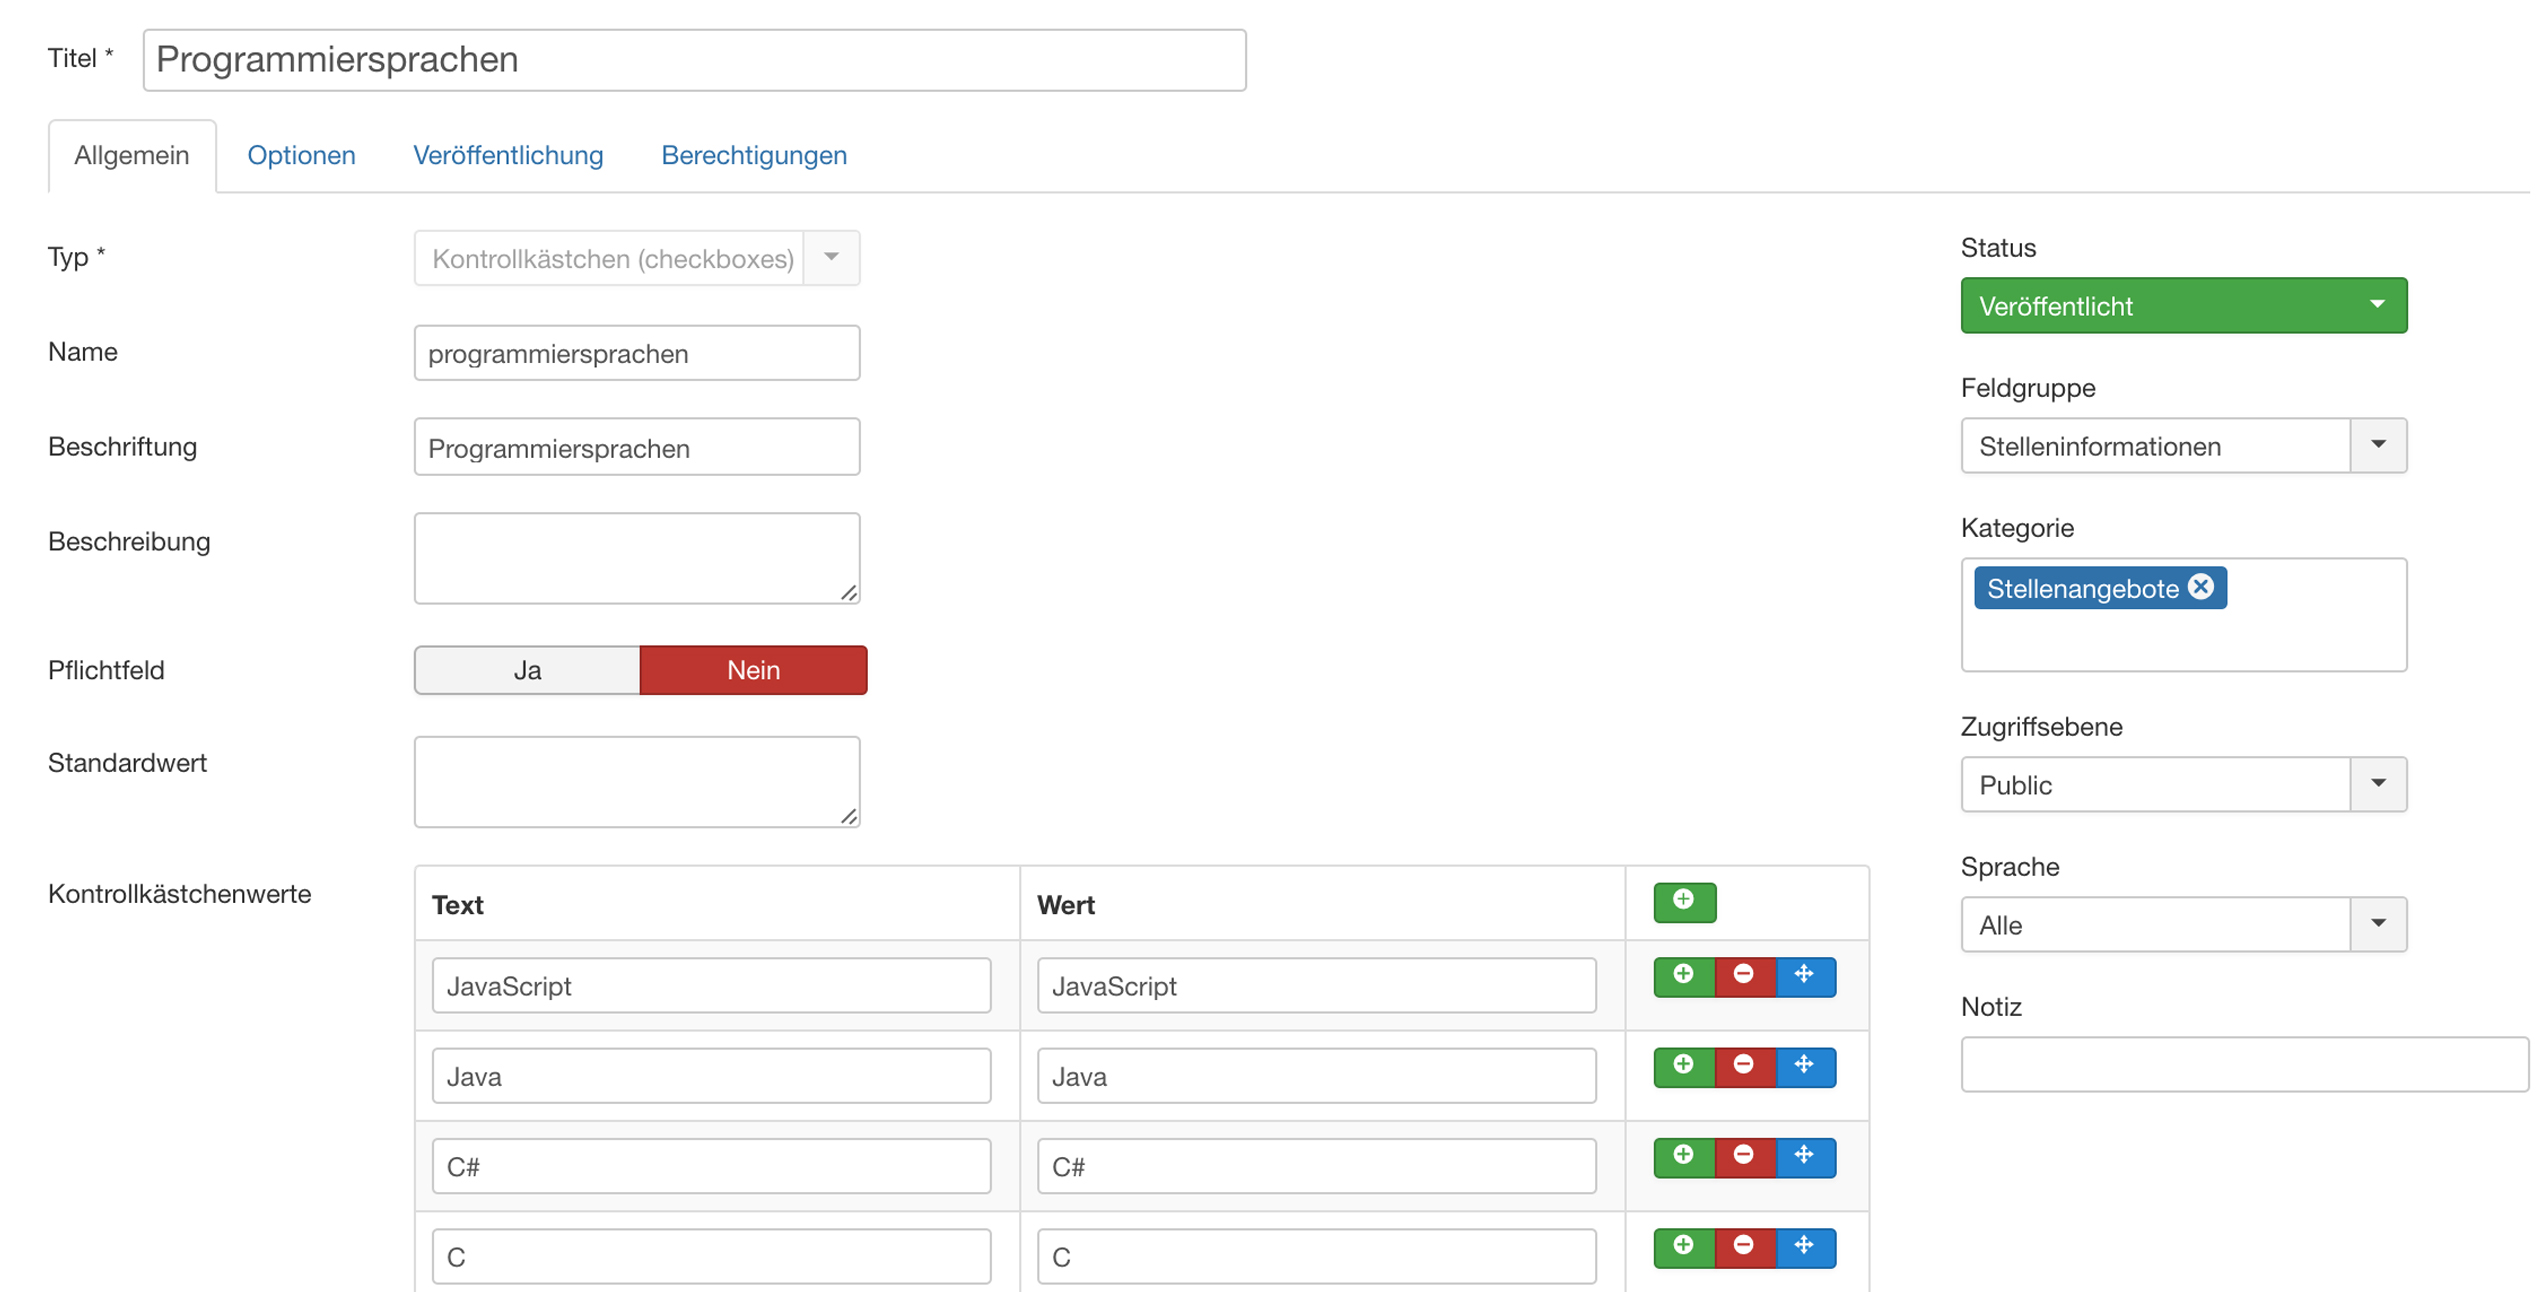 Titel * Programmiersprachen
Allgemein Optionen Veröffentlichung Berechtigungen
Typ * Kontrollkästchen (checkboxes)
Name programmiersprachen
Beschriftung Programmiersprachen
Beschreibung
Pflichtfeld Ja Nein
Standardwert
Kontrollkästchenwerte
Text Wert
JavaScript JavaScript
Java Java
C# C#
C C
Status
Veröffentlicht
Feldgruppe
Stelleninformationen
Kategorie
Stellenangebote
Zugriffsebene
Public
Sprache
Alle
Notiz